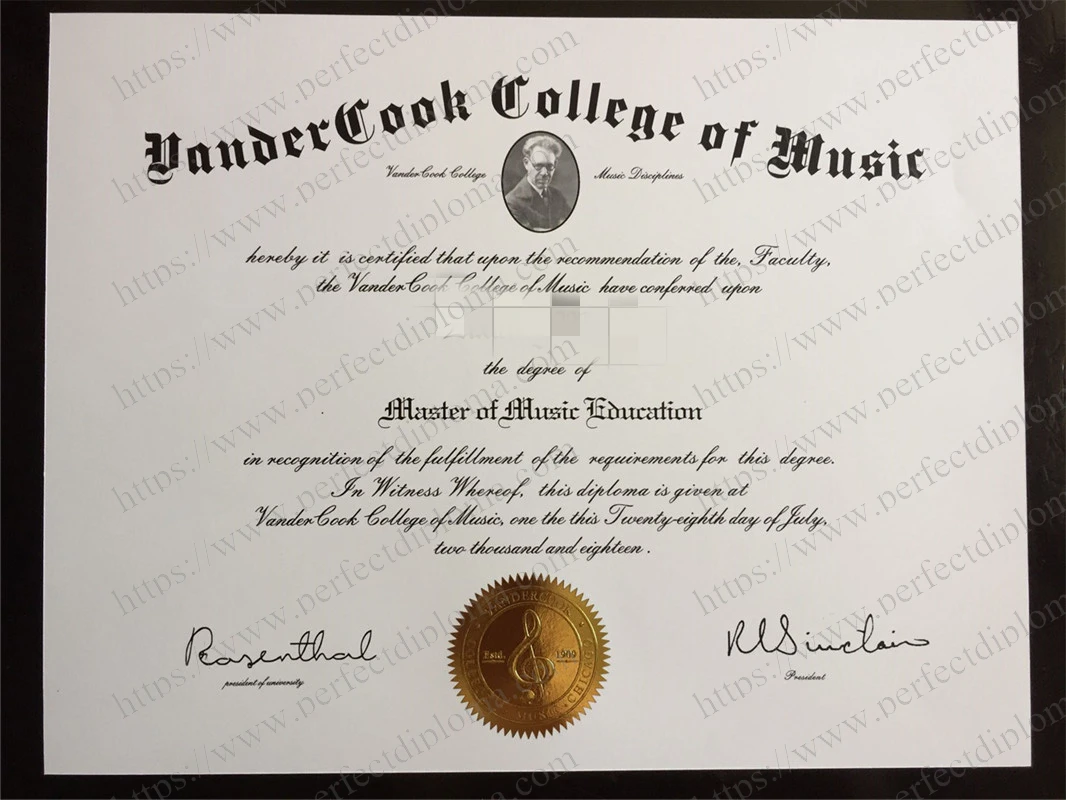 VanderCook College of Music
VanderCook College Music Disciplines
hereby it is certified that upon the recommendation of the, Faculty,
the VanderCook College of Music have conferred upon
the degree of
Master of Music Education
in recognition of the fulfillment of the requirements for this degree.
In Witness Whereof, this diploma is given at
VanderCook College of Music, one the this Twenty-eighth day of July,
two thousand and eighteen.
Rosenthal
president of university
VANDERCOOK
Estd. 1909
MUSIC · CHICAGO
RLSinclair
President
https://www.perfectdiploma.com